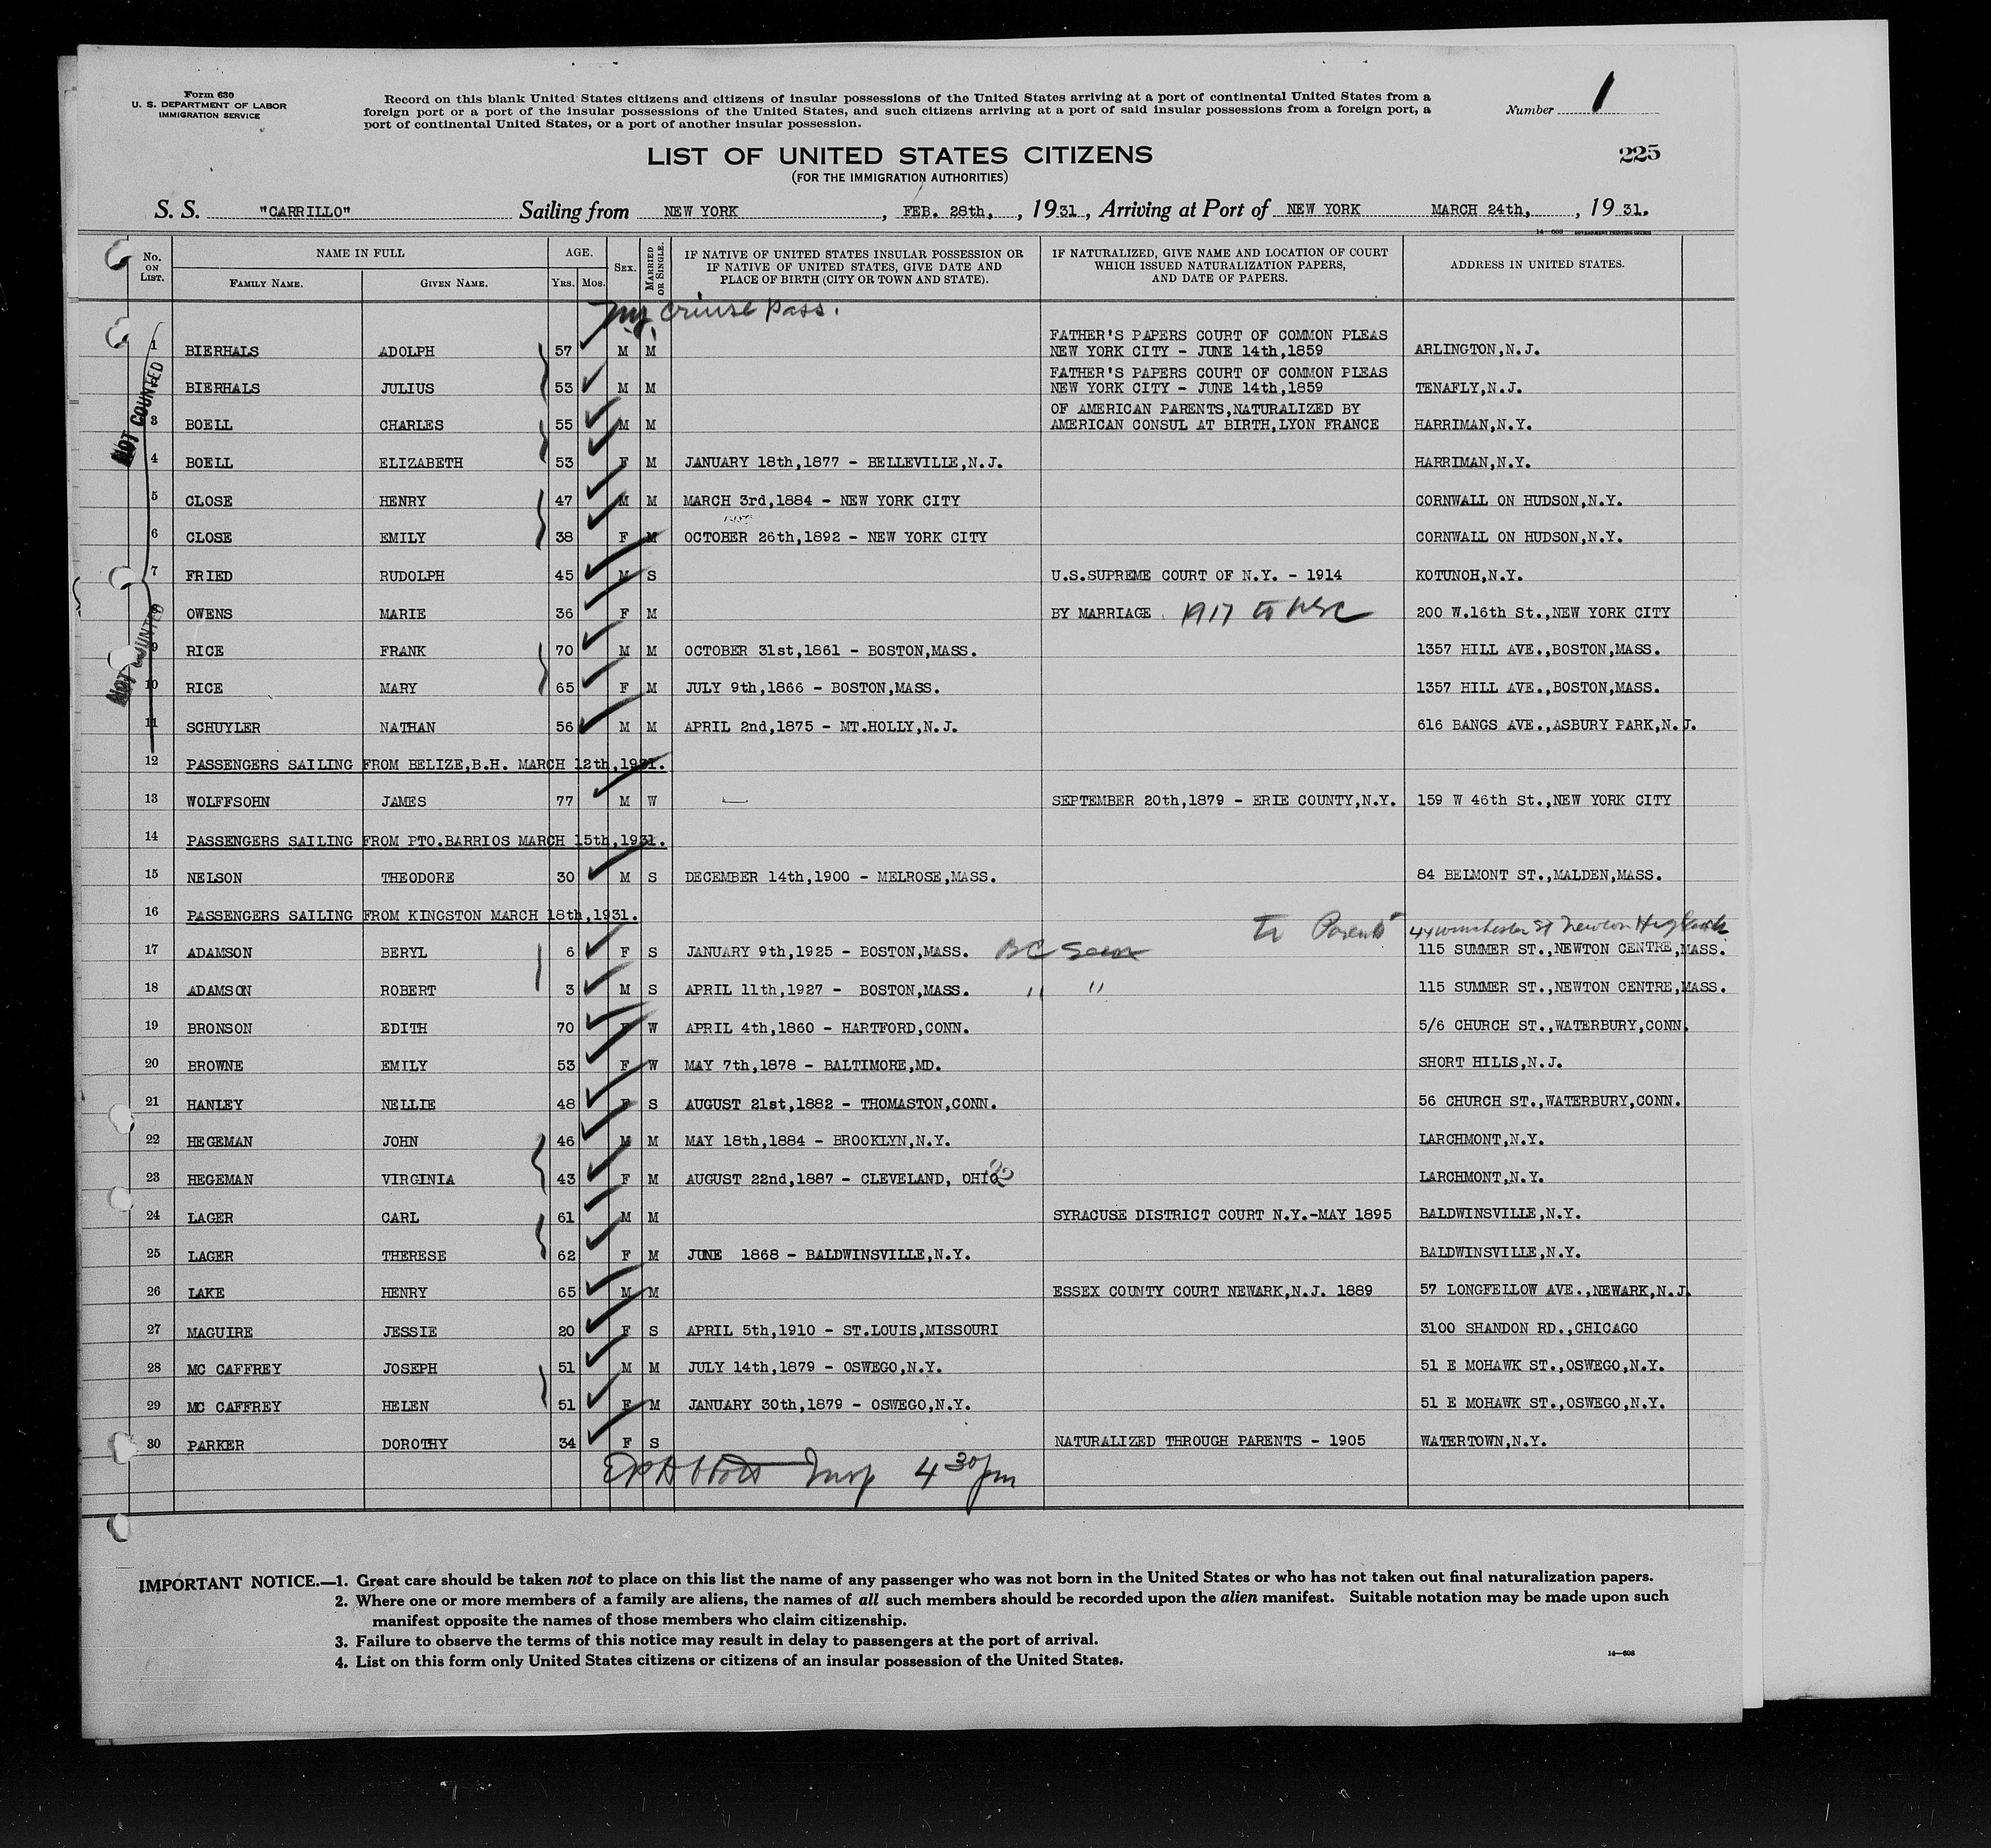 Form 630
U. S. DEPARTMENT OF LABOR
IMMIGRATION SERVICE
Record on this blank United States citizens and citizens of insular possessions of the United States arriving at a port of continental United States from a
foreign port or a port of the insular possessions of the United States, and such citizens arriving at a port of said insular possessions from a foreign port, a
port of continental United States, or a port of another insular possession.
Number 1
LIST OF UNITED STATES CITIZENS
(FOR THE IMMIGRATION AUTHORITIES)
225
S. S. "CARRILLO" Sailing from NEW YORK, FEB. 28th, , 1931, Arriving at Port of NEW YORK MARCH 24th, , 19 31.
14—608 GOVERNMENT PRINTING OFFICE
No. ON LIST. NAME IN FULL FAMILY NAME. GIVEN NAME. AGE. YRS. MOS. SEX. MARRIED OR SINGLE. IF NATIVE OF UNITED STATES INSULAR POSSESSION OR IF NATIVE OF UNITED STATES, GIVE DATE AND PLACE OF BIRTH (CITY OR TOWN AND STATE). IF NATURALIZED, GIVE NAME AND LOCATION OF COURT WHICH ISSUED NATURALIZATION PAPERS, AND DATE OF PAPERS. ADDRESS IN UNITED STATES.
NY cruise pass.
NOT COUNTED
1 BIERHALS ADOLPH 57 M M FATHER'S PAPERS COURT OF COMMON PLEAS NEW YORK CITY - JUNE 14th,1859 ARLINGTON,N.J.
BIERHALS JULIUS 53 M M FATHER'S PAPERS COURT OF COMMON PLEAS NEW YORK CITY - JUNE 14th,1859 TENAFLY,N.J.
3 BOELL CHARLES 55 M M OF AMERICAN PARENTS,NATURALIZED BY AMERICAN CONSUL AT BIRTH,LYON FRANCE HARRIMAN,N.Y.
4 BOELL ELIZABETH 53 F M JANUARY 18th,1877 - BELLEVILLE,N.J. HARRIMAN,N.Y.
5 CLOSE HENRY 47 M M MARCH 3rd,1884 - NEW YORK CITY CORNWALL ON HUDSON,N.Y.
6 CLOSE EMILY 38 F M OCTOBER 26th,1892 - NEW YORK CITY CORNWALL ON HUDSON,N.Y.
7 FRIED RUDOLPH 45 M S U.S.SUPREME COURT OF N.Y. - 1914 KOTUNOH,N.Y.
OWENS MARIE 36 F M BY MARRIAGE 1917 to USC 200 W.16th St.,NEW YORK CITY
NOT COUNTED
9 RICE FRANK 70 M M OCTOBER 31st,1861 - BOSTON,MASS. 1357 HILL AVE.,BOSTON,MASS.
10 RICE MARY 65 F M JULY 9th,1866 - BOSTON,MASS. 1357 HILL AVE.,BOSTON,MASS.
11 SCHUYLER NATHAN 56 M M APRIL 2nd,1875 - MT.HOLLY,N.J. 616 BANGS AVE.,ASBURY PARK,N.J.
12 PASSENGERS SAILING FROM BELIZE,B.H. MARCH 12th,1931.
13 WOLFFSOHN JAMES 77 M W SEPTEMBER 20th,1879 - ERIE COUNTY,N.Y. 159 W 46th St.,NEW YORK CITY
14 PASSENGERS SAILING FROM PTO.BARRIOS MARCH 15th,1931.
15 NELSON THEODORE 30 M S DECEMBER 14th,1900 - MELROSE,MASS. 84 BELMONT ST.,MALDEN,MASS.
16 PASSENGERS SAILING FROM KINGSTON MARCH 18th,1931.
To Parents 44 Winchester St Newton Highlands
17 ADAMSON BERYL 6 F S JANUARY 9th,1925 - BOSTON,MASS. BC Seen 115 SUMMER ST.,NEWTON CENTRE,MASS.
18 ADAMSON ROBERT 3 M S APRIL 11th,1927 - BOSTON,MASS. " " 115 SUMMER ST.,NEWTON CENTRE,MASS.
19 BRONSON EDITH 70 F W APRIL 4th,1860 - HARTFORD,CONN. 5/6 CHURCH ST.,WATERBURY,CONN.
20 BROWNE EMILY 53 F W MAY 7th,1878 - BALTIMORE,MD. SHORT HILLS,N.J.
21 HANLEY NELLIE 48 F S AUGUST 21st,1882 - THOMASTON,CONN. 56 CHURCH ST.,WATERBURY,CONN.
22 HEGEMAN JOHN 46 M M MAY 18th,1884 - BROOKLYN,N.Y. LARCHMONT,N.Y.
23 HEGEMAN VIRGINIA 43 F M AUGUST 22nd,1887 - CLEVELAND, OHIO LARCHMONT,N.Y.
24 LAGER CARL 61 M M SYRACUSE DISTRICT COURT N.Y.-MAY 1895 BALDWINSVILLE,N.Y.
25 LAGER THERESE 62 F M JUNE 1868 - BALDWINSVILLE,N.Y. BALDWINSVILLE,N.Y.
26 LAKE HENRY 65 M M ESSEX COUNTY COURT NEWARK,N.J. 1889 57 LONGFELLOW AVE.,NEWARK,N.J.
27 MAGUIRE JESSIE 20 F S APRIL 5th,1910 - ST.LOUIS,MISSOURI 3100 SHANDON RD.,CHICAGO
28 MC CAFFREY JOSEPH 51 M M JULY 14th,1879 - OSWEGO,N.Y. 51 E MOHAWK ST.,OSWEGO,N.Y.
29 MC CAFFREY HELEN 51 F M JANUARY 30th,1879 - OSWEGO,N.Y. 51 E MOHAWK ST.,OSWEGO,N.Y.
30 PARKER DOROTHY 34 F S NATURALIZED THROUGH PARENTS - 1905 WATERTOWN,N.Y.
Insp 4 30 pm
IMPORTANT NOTICE.—1. Great care should be taken not to place on this list the name of any passenger who was not born in the United States or who has not taken out final naturalization papers.
2. Where one or more members of a family are aliens, the names of all such members should be recorded upon the alien manifest. Suitable notation may be made upon such
manifest opposite the names of those members who claim citizenship.
3. Failure to observe the terms of this notice may result in delay to passengers at the port of arrival.
4. List on this form only United States citizens or citizens of an insular possession of the United States.
14—608